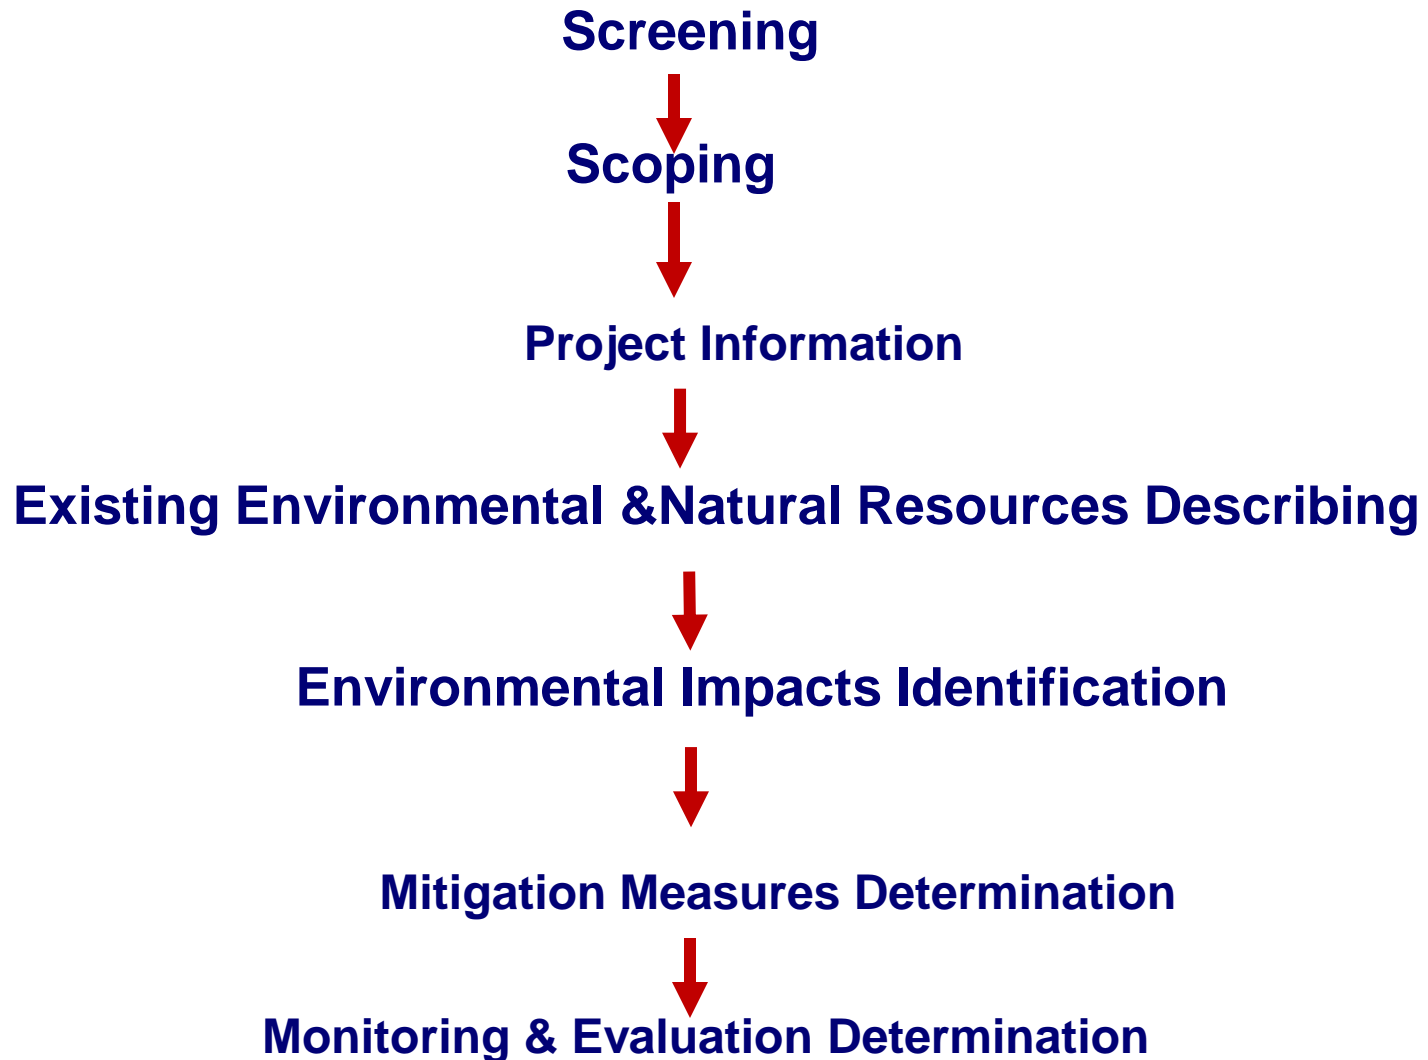 Screening
Scoping
Project Information
Existing Environmental &Natural Resources Describing
Environmental Impacts Identification
Mitigation Measures Determination
Monitoring & Evaluation Determination